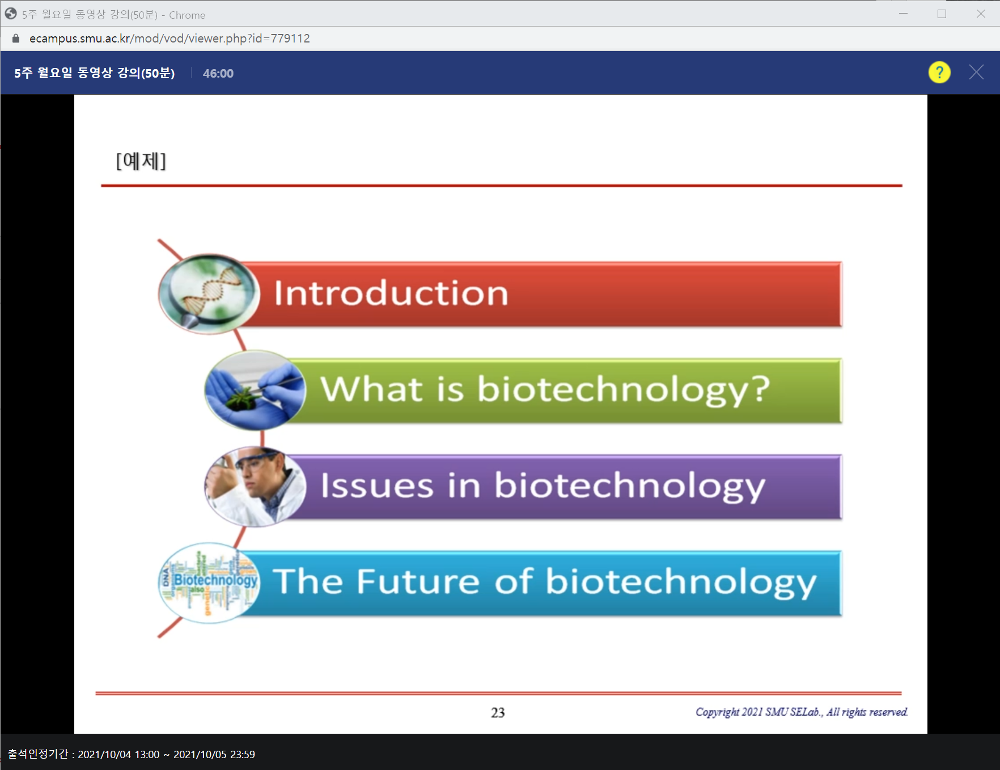 5주 월요일 동영상 강의(50분) - Chrome
ecampus.smu.ac.kr/mod/vod/viewer.php?id=779112
5주 월요일 동영상 강의(50분) 46:00
?
[예제]
Introduction
What is biotechnology?
Issues in biotechnology
DNA
bacteria
Biotechnology
also
genetic
The Future of biotechnology
23
Copyright 2021 SMU SELab., All rights reserved.
출석인정기간 : 2021/10/04 13:00 ~ 2021/10/05 23:59